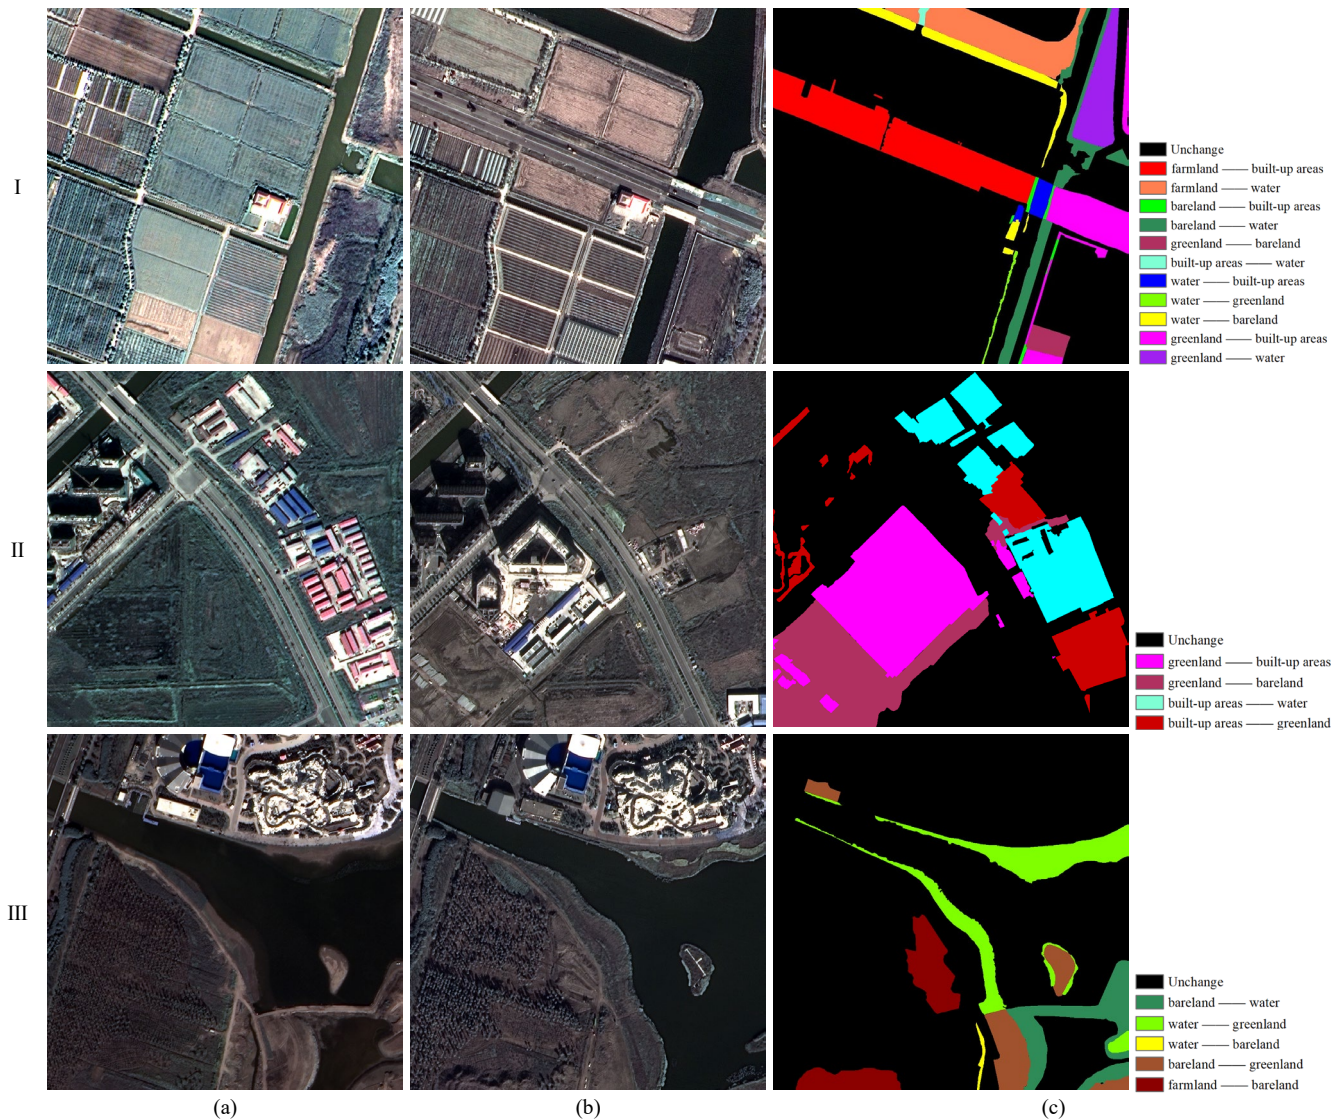 I
Unchange
farmland —— built-up areas
farmland —— water
bareland —— built-up areas
bareland —— water
greenland —— bareland
built-up areas —— water
water —— built-up areas
water —— greenland
water —— bareland
greenland —— built-up areas
greenland —— water
II
Unchange
greenland —— built-up areas
greenland —— bareland
built-up areas —— water
built-up areas —— greenland
III
Unchange
bareland —— water
water —— greenland
water —— bareland
bareland —— greenland
farmland —— bareland
(a) (b) (c)